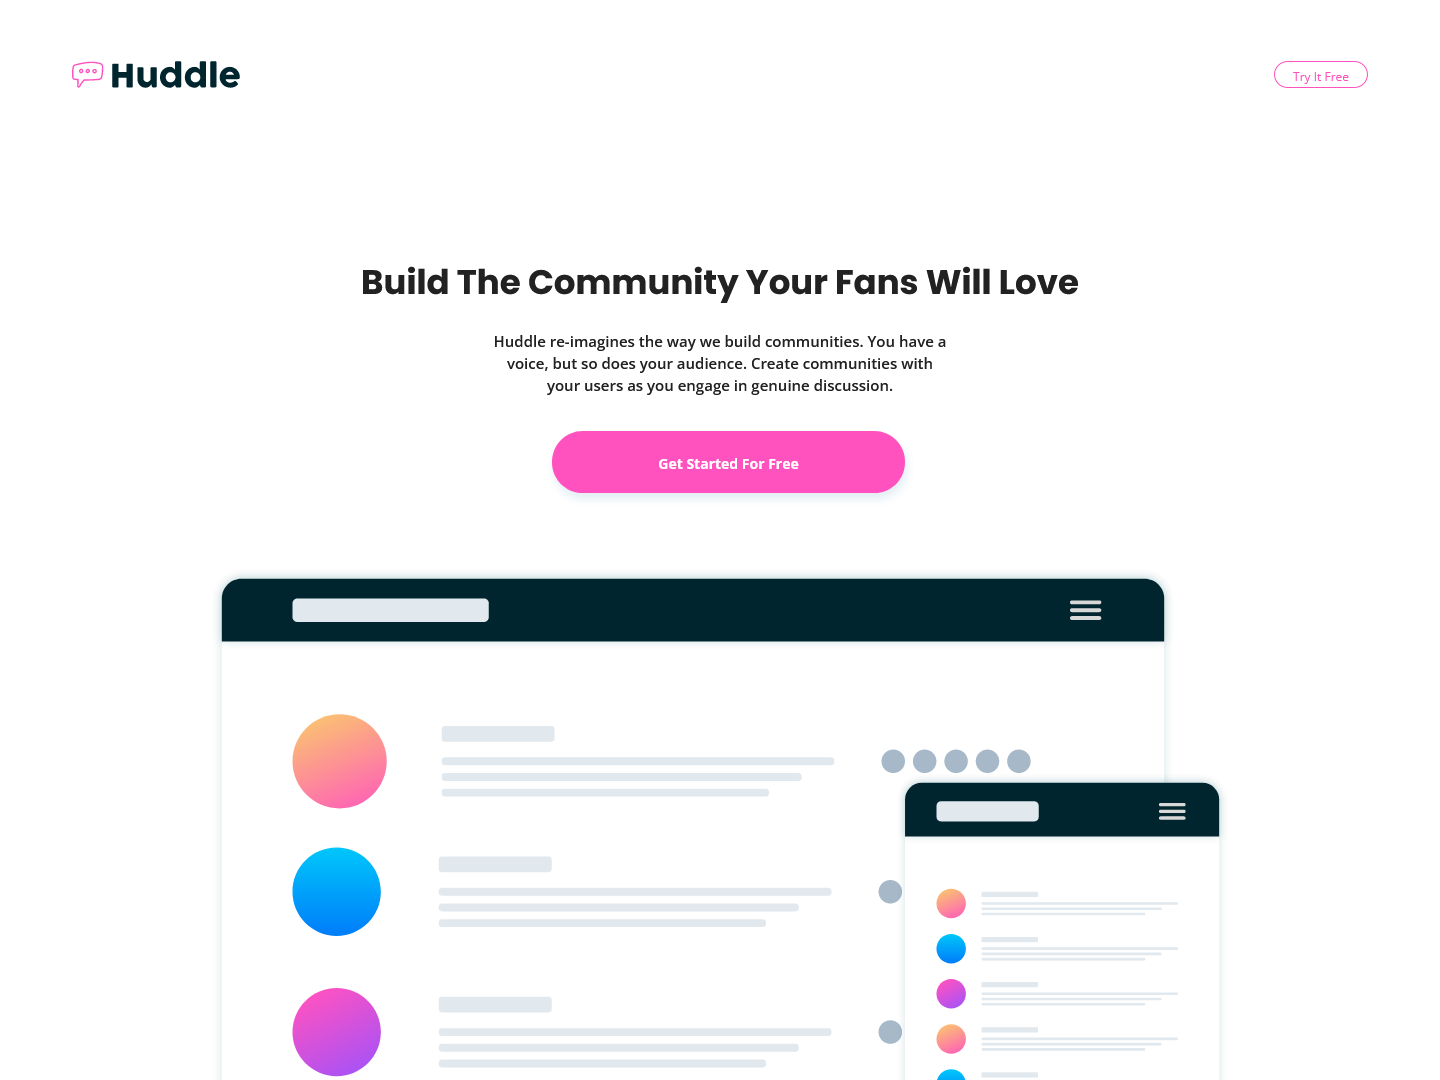 Huddle
Try It Free
Build The Community Your Fans Will Love
Huddle re-imagines the way we build communities. You have a
voice, but so does your audience. Create communities with
your users as you engage in genuine discussion.
Get Started For Free